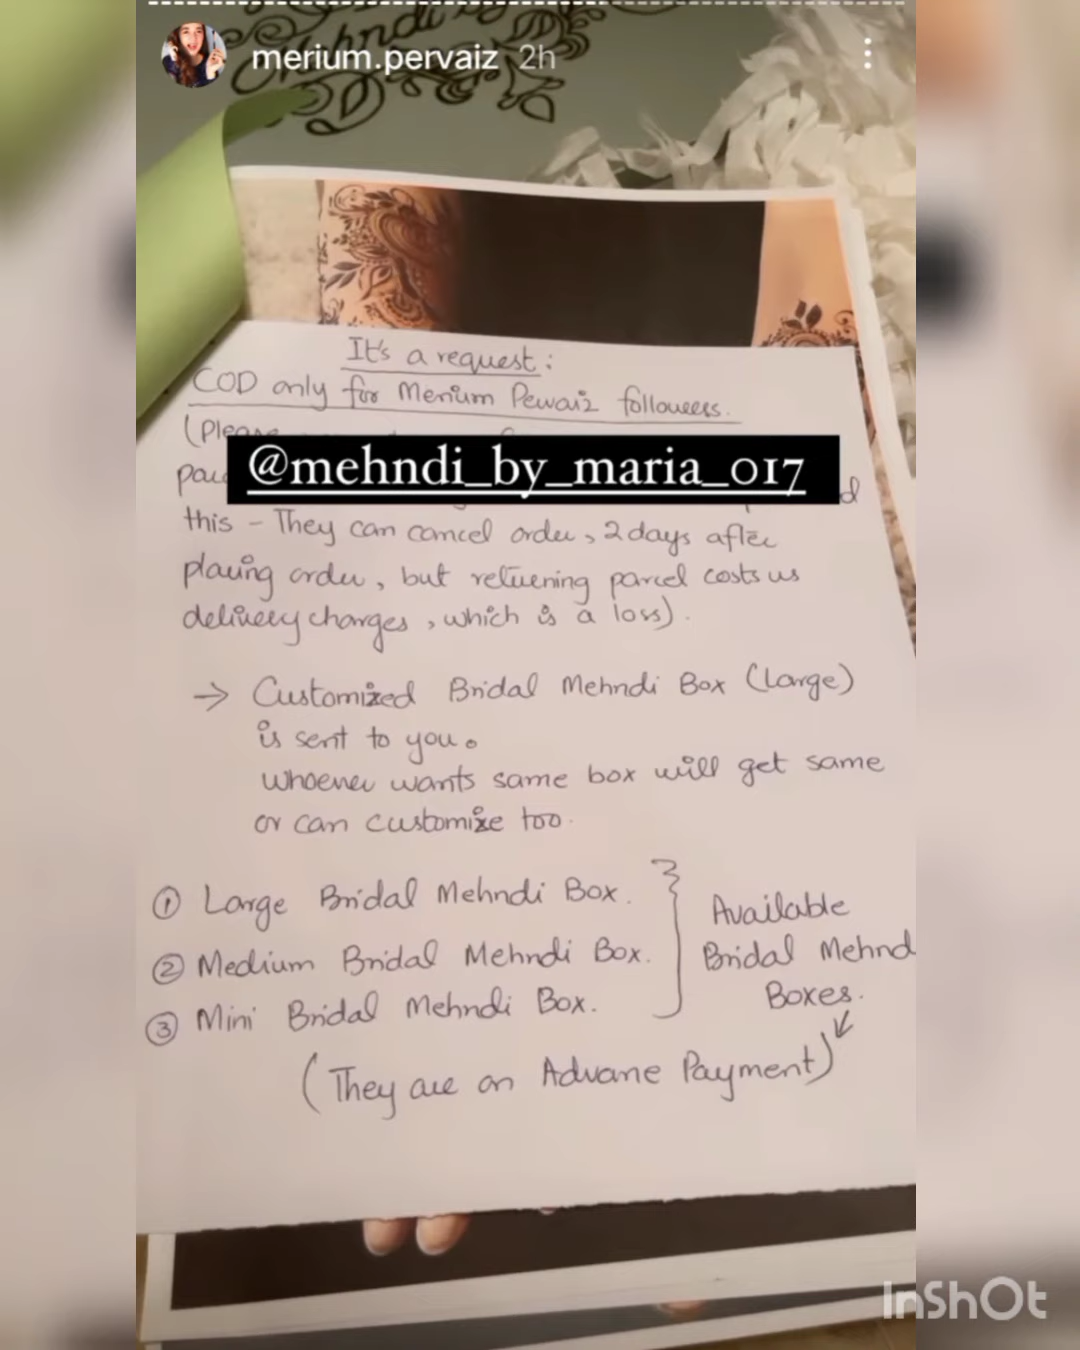 merium.pervaiz 2h
It's a request:
COD only for Merium Pervaiz followers.
(Please
@mehndi_by_maria_017
this - They can cancel order, 2 days after
placing order, but returning parcel costs us
delivery charges, which is a loss).
→ Customized Bridal Mehndi Box (Large)
is sent to you.
whoever wants same box will get same
or can customize too.
① Large Bridal Mehndi Box.
② Medium Bridal Mehndi Box.
③ Mini Bridal Mehndi Box.
Available
Bridal Mehnd
Boxes.
(They are on Advane Payment)
InShOt